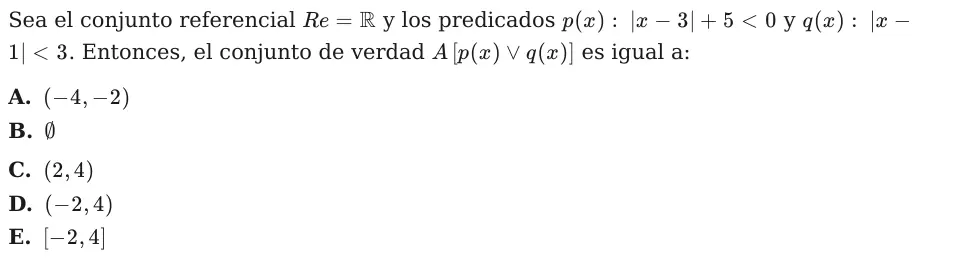 Sea el conjunto referencial Re = ℝ y los predicados p(x) : |x − 3| + 5 < 0 y q(x) : |x −
1| < 3. Entonces, el conjunto de verdad A [p(x) ∨ q(x)] es igual a:
A. (−4, −2)
B. ∅
C. (2, 4)
D. (−2, 4)
E. [−2, 4]